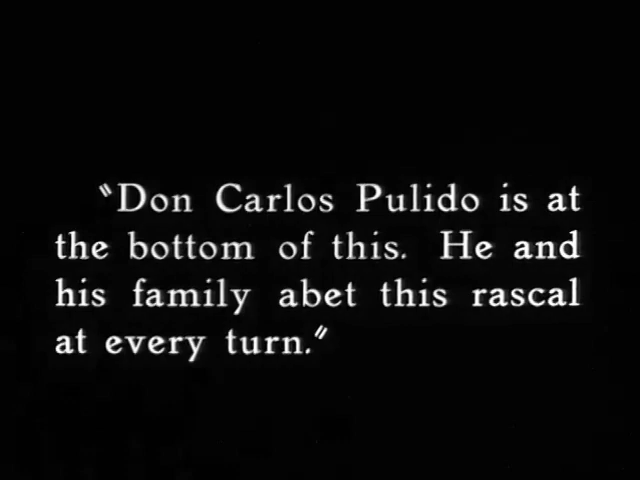 "Don Carlos Pulido is at
the bottom of this. He and
his family abet this rascal
at every turn."